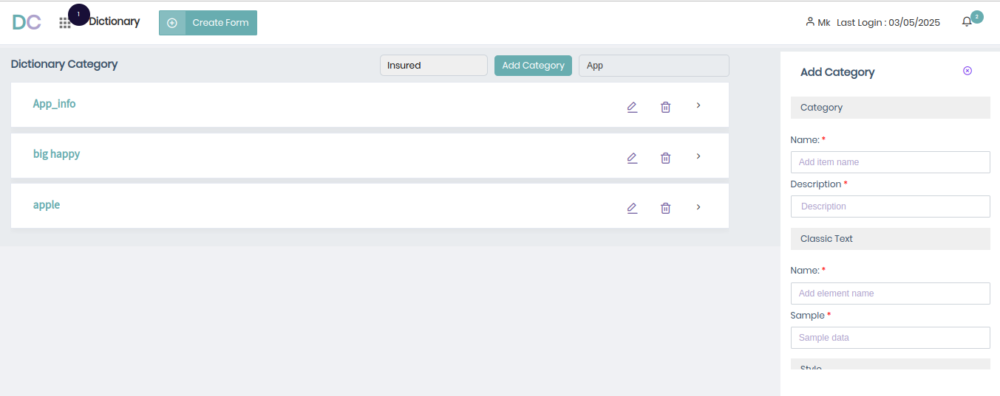 DC
1
Dictionary
Create Form
Mk Last Login : 03/05/2025
2
Dictionary Category
Insured
Add Category
App
App_info
big happy
apple
Add Category
Category
Name: *
Add item name
Description *
Description
Classic Text
Name: *
Add element name
Sample *
Sample data
Style